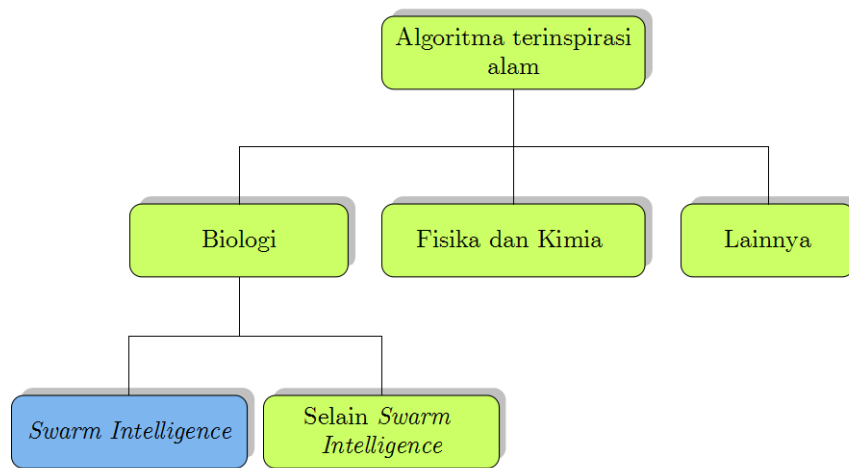 Algoritma terinspirasi
alam
Biologi
Fisika dan Kimia
Lainnya
Swarm Intelligence
Selain Swarm
Intelligence